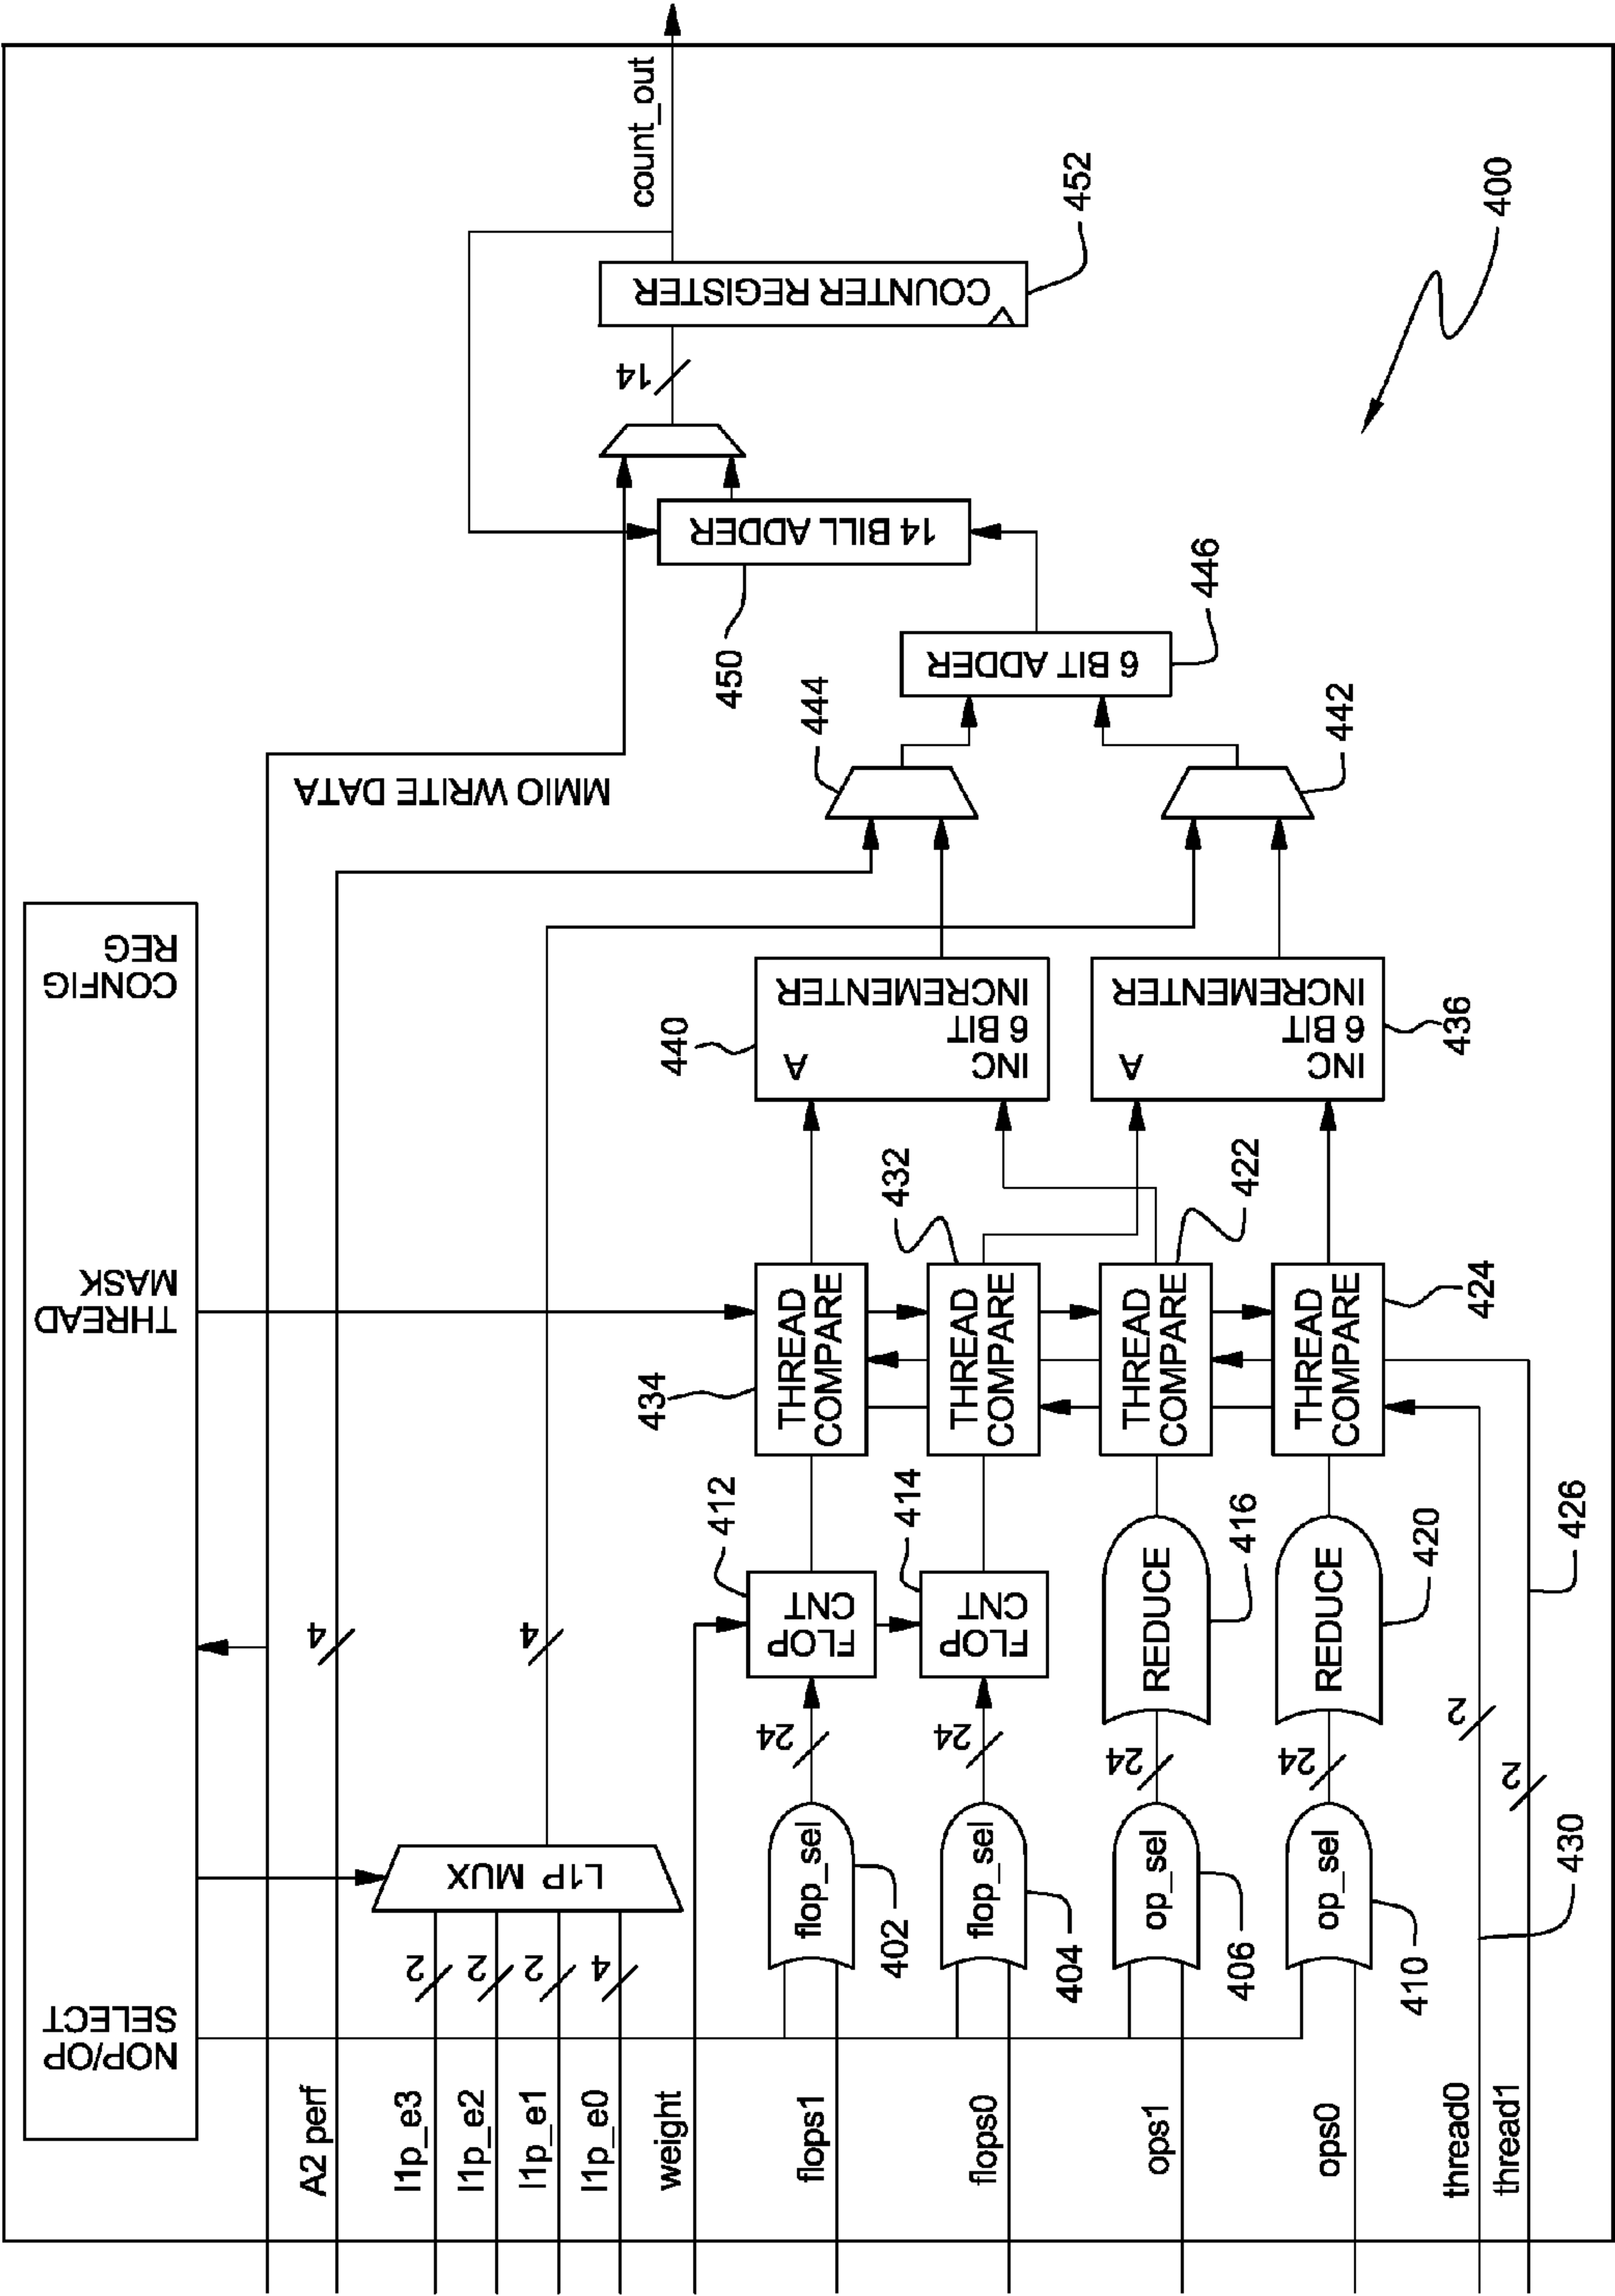 count_out
COUNTER REGISTER
452
400
14
14 BILL ADDER
450
6 BIT ADDER
446
444
442
MMIO WRITE DATA
CONFIG
REG
THREAD
MASK
NOP/OP
SELECT
INC
A
6 BIT
INCREMENTER
440
INC
A
6 BIT
INCREMENTER
436
THREAD
COMPARE
434
THREAD
COMPARE
432
THREAD
COMPARE
422
THREAD
COMPARE
424
4
4
FLOP
CNT
412
FLOP
CNT
414
REDUCE
416
REDUCE
420
24
24
24
24
2
2
426
430
L1P MUX
2
2
2
4
flop_sel
402
flop_sel
404
op_sel
406
op_sel
410
A2 perf
l1p_e3
l1p_e2
l1p_e1
l1p_e0
weight
flops1
flops0
ops1
ops0
thread0
thread1